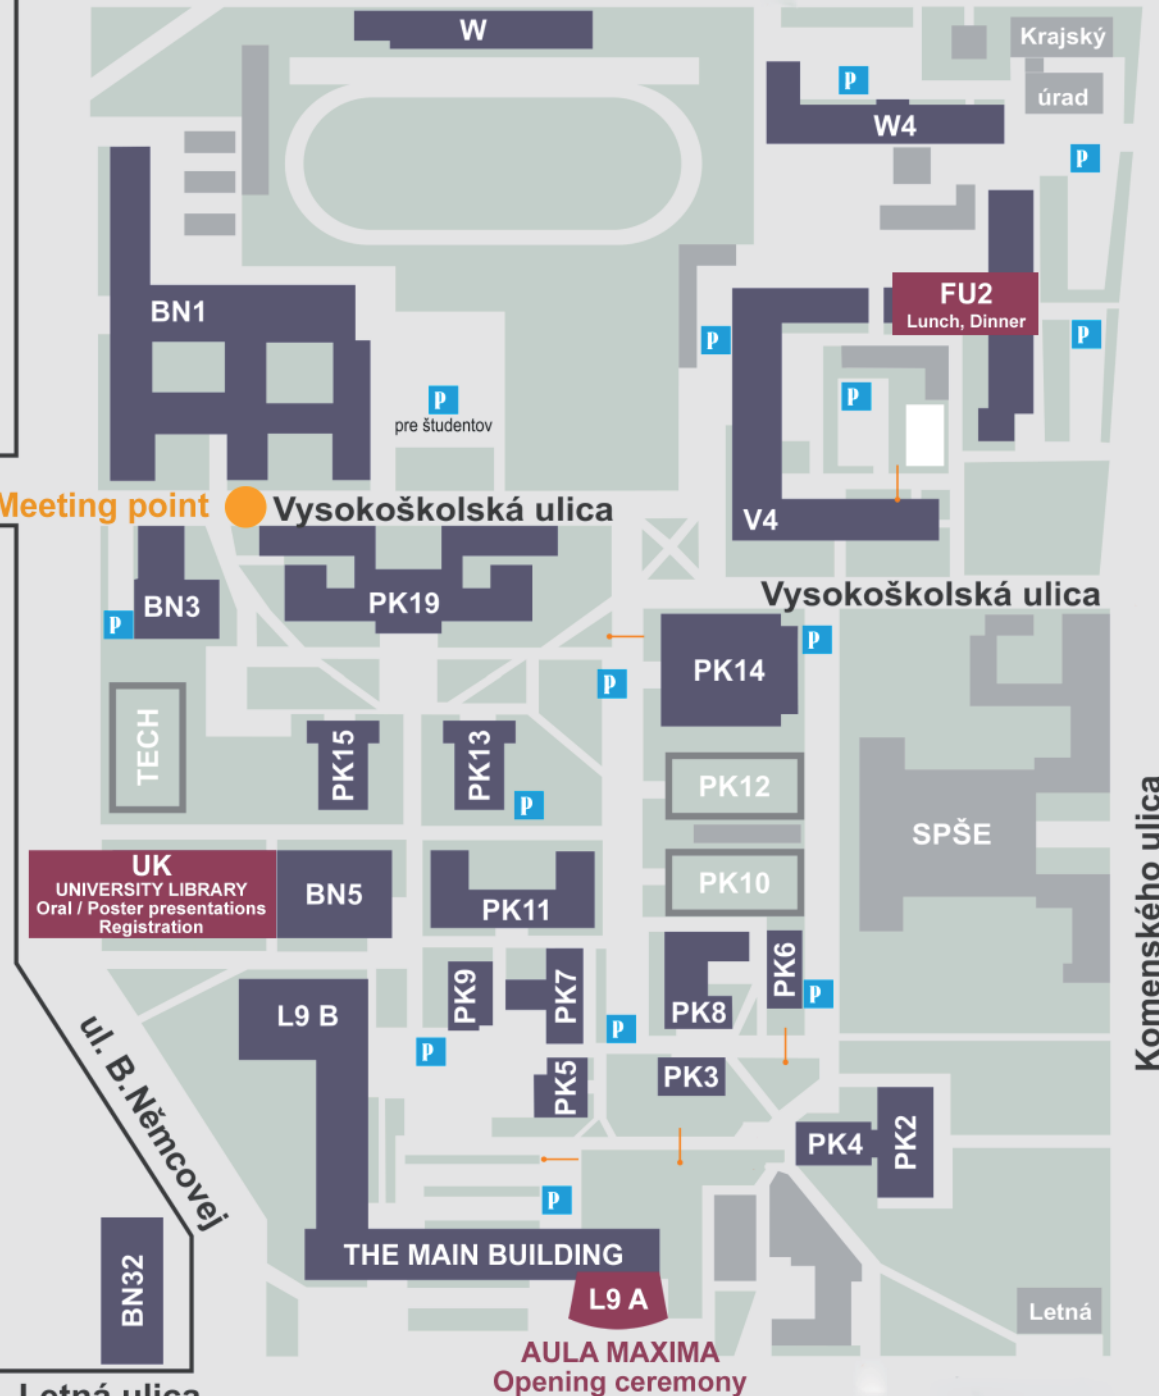 W
Krajský
úrad
P
W4
P
BN1
FU2
Lunch, Dinner
P
P
P
P
pre študentov
Meeting point
Vysokoškolská ulica
V4
Vysokoškolská ulica
BN3
P
PK19
PK14
P
P
TECH
PK15
PK13
P
PK12
SPŠE
Komenského ulica
UK
UNIVERSITY LIBRARY
Oral / Poster presentations
Registration
BN5
PK11
PK10
L9 B
PK9
PK7
PK8
PK6
P
P
P
PK5
PK3
ul. B.Němcovej
PK4
PK2
P
THE MAIN BUILDING
BN32
L9 A
Letná
AULA MAXIMA
Opening ceremony
Letná ulica